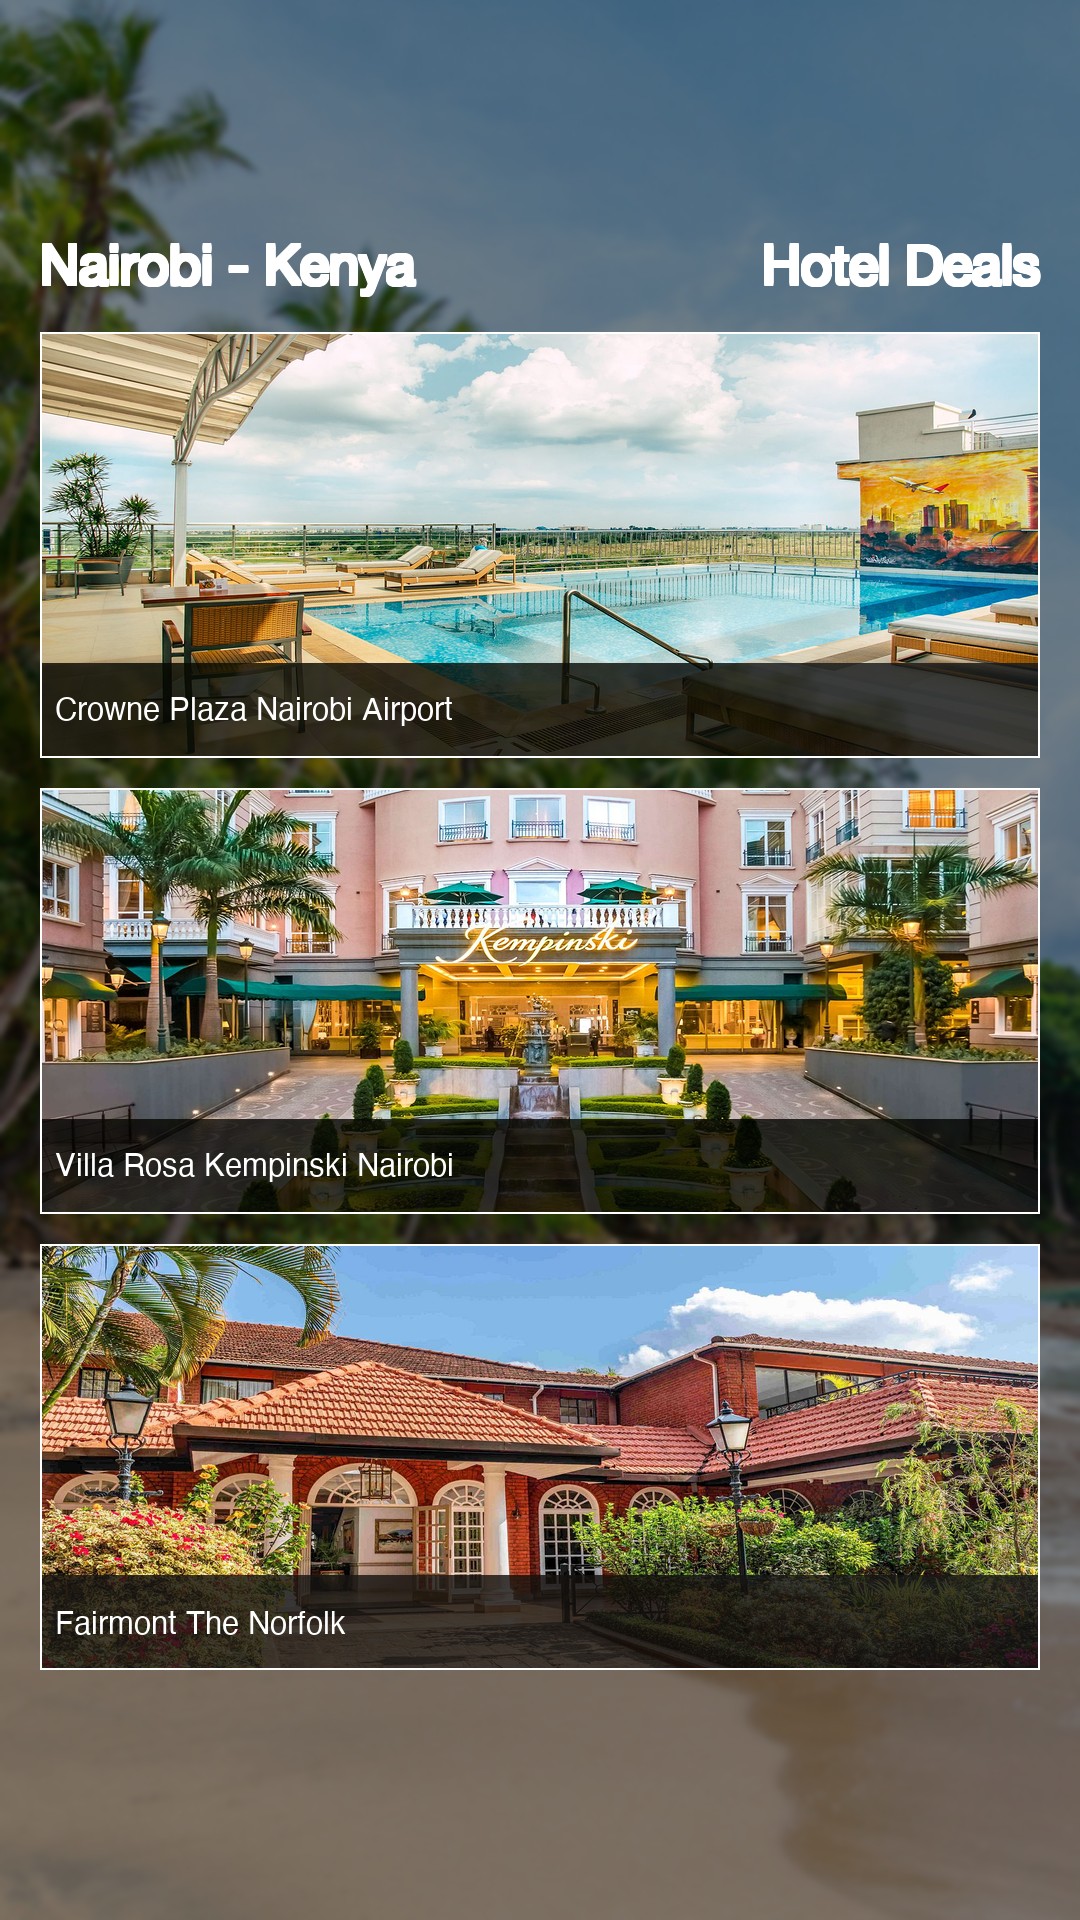 Nairobi - Kenya
Hotel Deals
Crowne Plaza Nairobi Airport
Kempinski
Villa Rosa Kempinski Nairobi
Fairmont The Norfolk